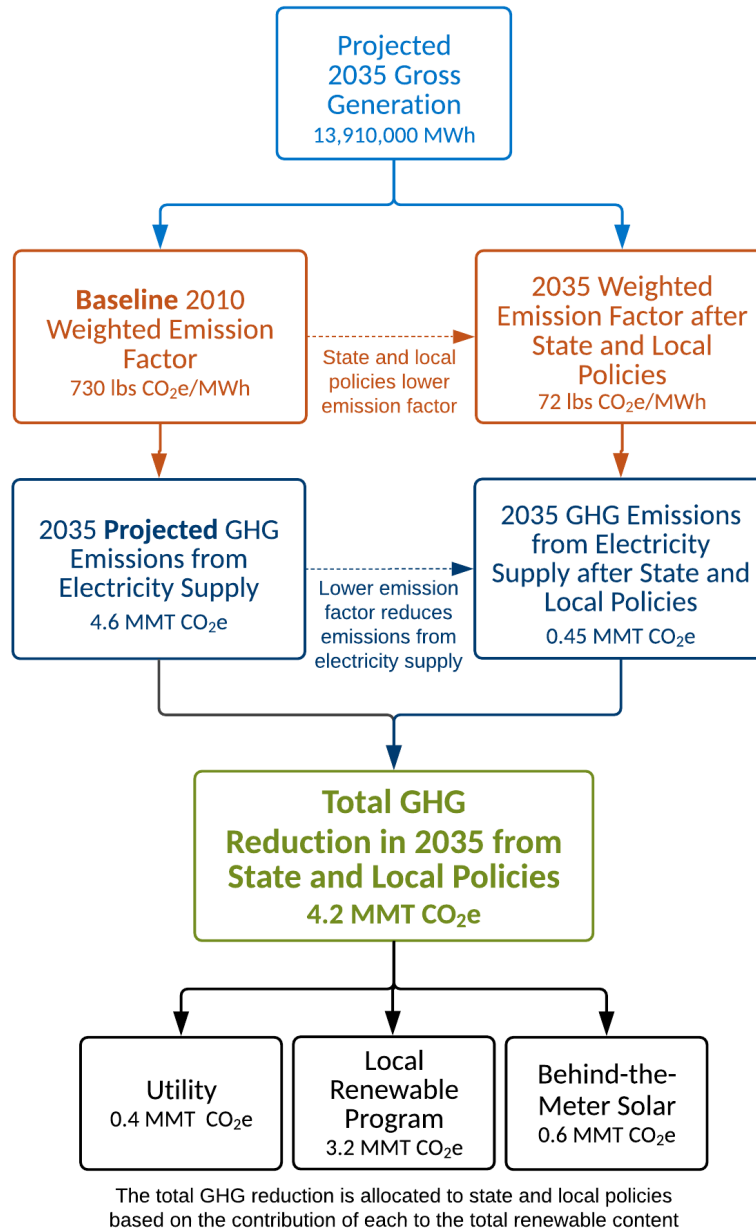 Projected
2035 Gross
Generation
13,910,000 MWh
Baseline 2010
Weighted Emission
Factor
730 lbs CO₂e/MWh
State and local
policies lower
emission factor
2035 Weighted
Emission Factor after
State and Local
Policies
72 lbs CO₂e/MWh
2035 Projected GHG
Emissions from
Electricity Supply
4.6 MMT CO₂e
Lower emission
factor reduces
emissions from
electricity supply
2035 GHG Emissions
from Electricity
Supply after State and
Local Policies
0.45 MMT CO₂e
Total GHG
Reduction in 2035 from
State and Local Policies
4.2 MMT CO₂e
Utility
0.4 MMT CO₂e
Local
Renewable
Program
3.2 MMT CO₂e
Behind-the-
Meter Solar
0.6 MMT CO₂e
The total GHG reduction is allocated to state and local policies
based on the contribution of each to the total renewable content